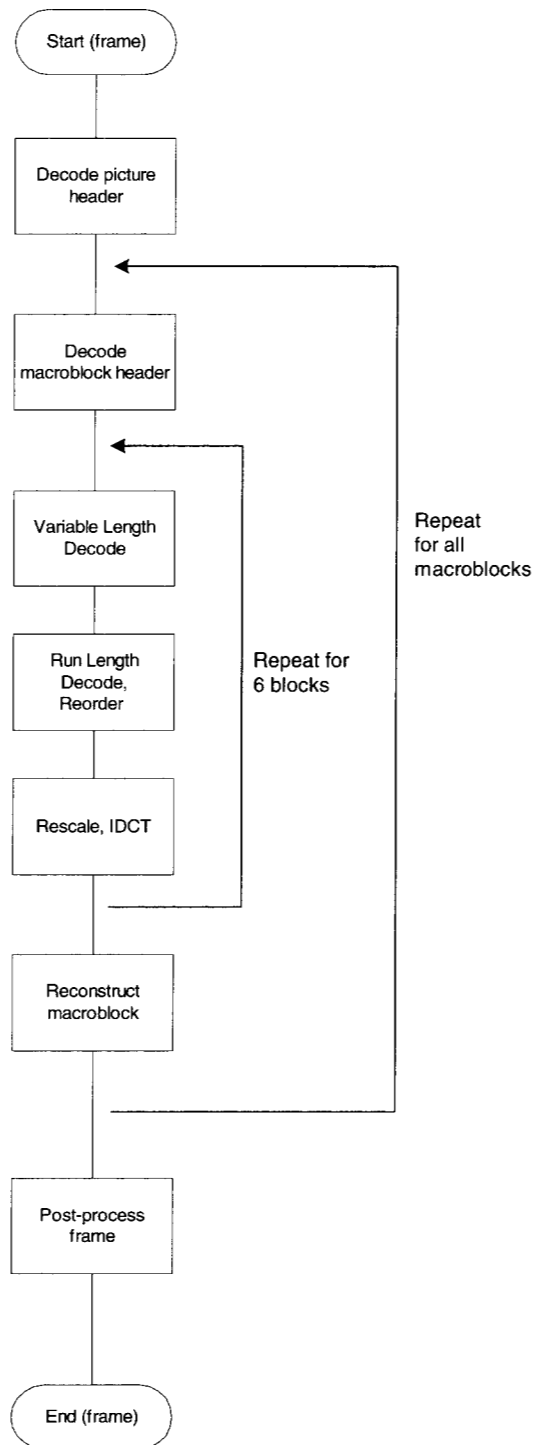 Start (frame)
Decode picture
header
Decode
macroblock header
Variable Length
Decode
Run Length
Decode,
Reorder
Rescale, IDCT
Repeat for
6 blocks
Repeat
for all
macroblocks
Reconstruct
macroblock
Post-process
frame
End (frame)